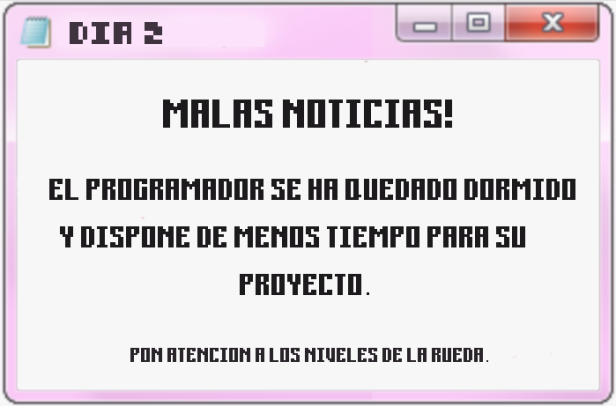 DIA 2
MALAS NOTICIAS!
EL PROGRAMADOR SE HA QUEDADO DORMIDO
Y DISPONE DE MENOS TIEMPO PARA SU
PROYECTO.
PON ATENCION A LOS NIVELES DE LA RUEDA.